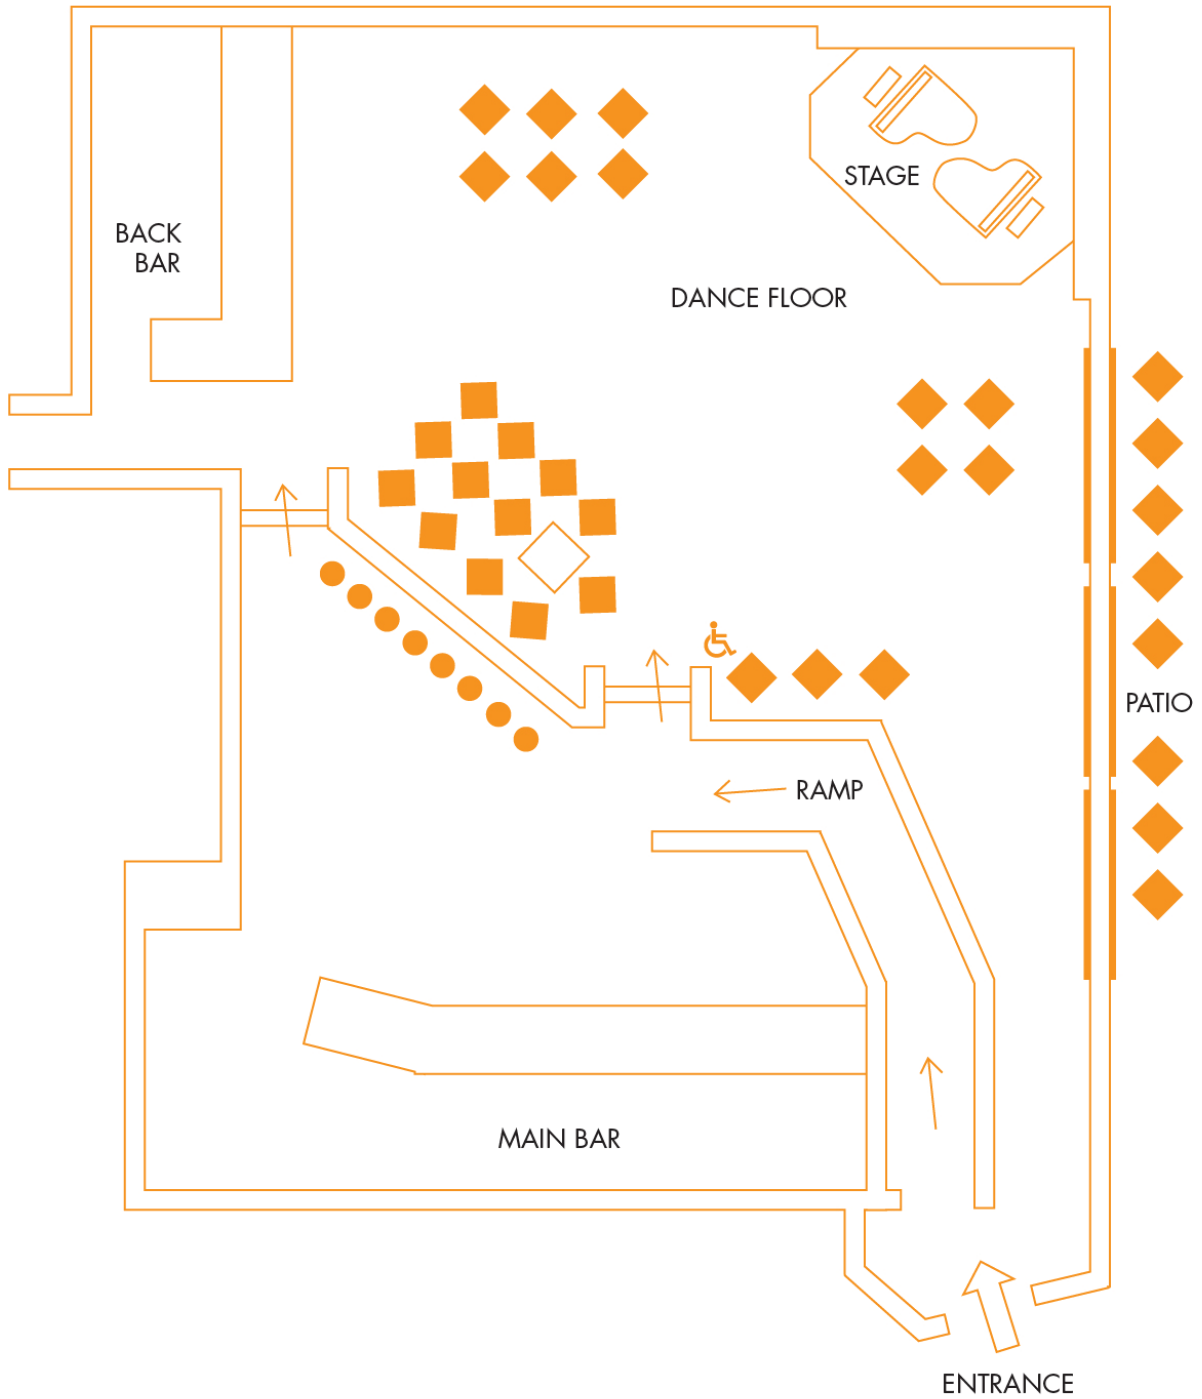 STAGE
BACK
BAR
DANCE FLOOR
PATIO
RAMP
MAIN BAR
ENTRANCE